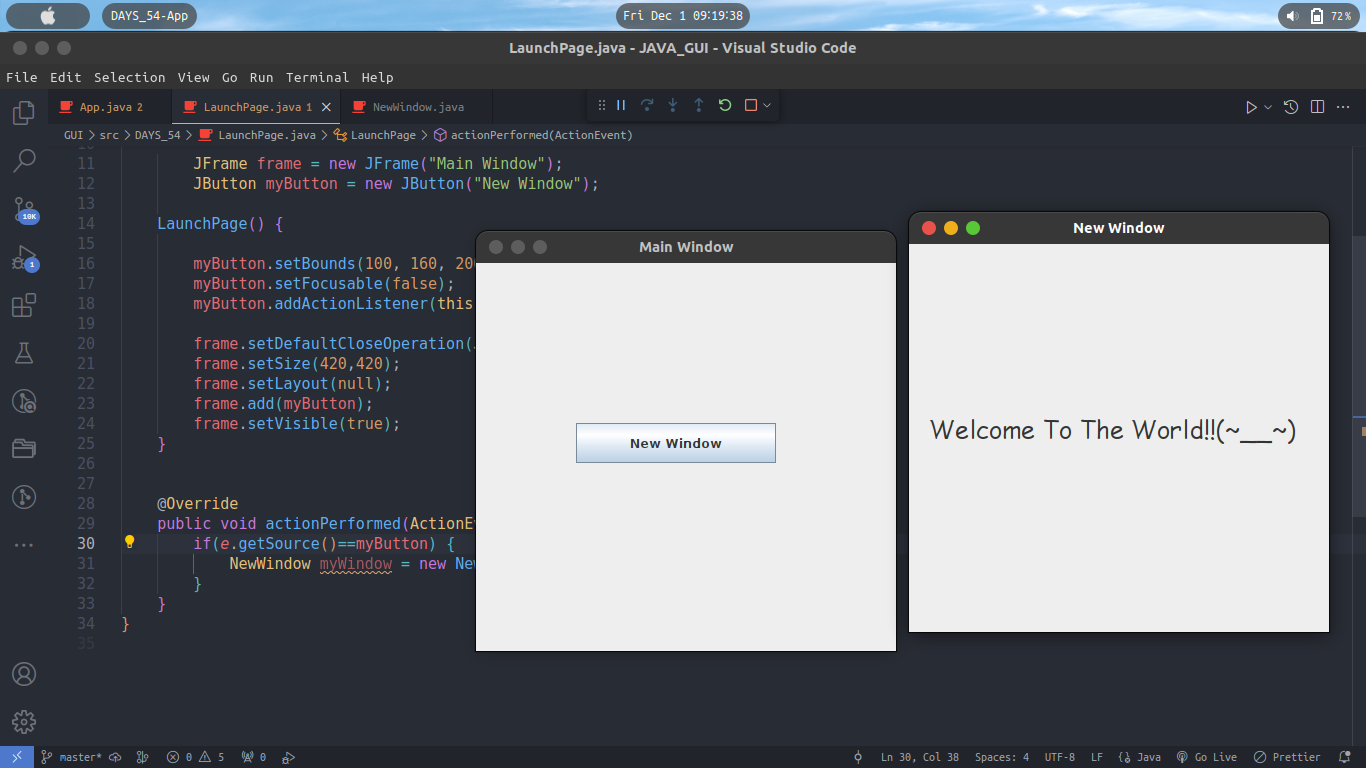 DAYS_54-App
Fri Dec 1 09:19:38
72%
LaunchPage.java - JAVA_GUI - Visual Studio Code
File Edit Selection View Go Run Terminal Help
App.java 2
LaunchPage.java 1
NewWindow.java
GUI > src > DAYS_54 > LaunchPage.java > LaunchPage > actionPerformed(ActionEvent)
11 JFrame frame = new JFrame("Main Window");
12 JButton myButton = new JButton("New Window");
13
14 LaunchPage() {
15
16 myButton.setBounds(100, 160, 20
17 myButton.setFocusable(false);
18 myButton.addActionListener(this
19
20 frame.setDefaultCloseOperation(
21 frame.setSize(420,420);
22 frame.setLayout(null);
23 frame.add(myButton);
24 frame.setVisible(true);
25 }
26
27
28 @Override
29 public void actionPerformed(ActionE
30 if(e.getSource()==myButton) {
31 NewWindow myWindow = new Ne
32 }
33 }
34 }
35
10K
1
Main Window
New Window
New Window
Welcome To The World!!(~__~)
master*
0
5
0
Ln 30, Col 38
Spaces: 4
UTF-8
LF
Java
Go Live
Prettier